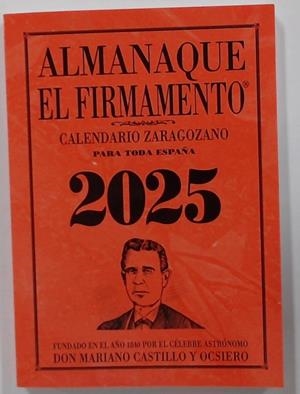 ALMANAQUE
EL FIRMAMENTO®
CALENDARIO ZARAGOZANO
PARA TODA ESPAÑA
2025
FUNDADO EN EL AÑO 1840 POR EL CÉLEBRE ASTRÓNOMO
DON MARIANO CASTILLO Y OCSIERO